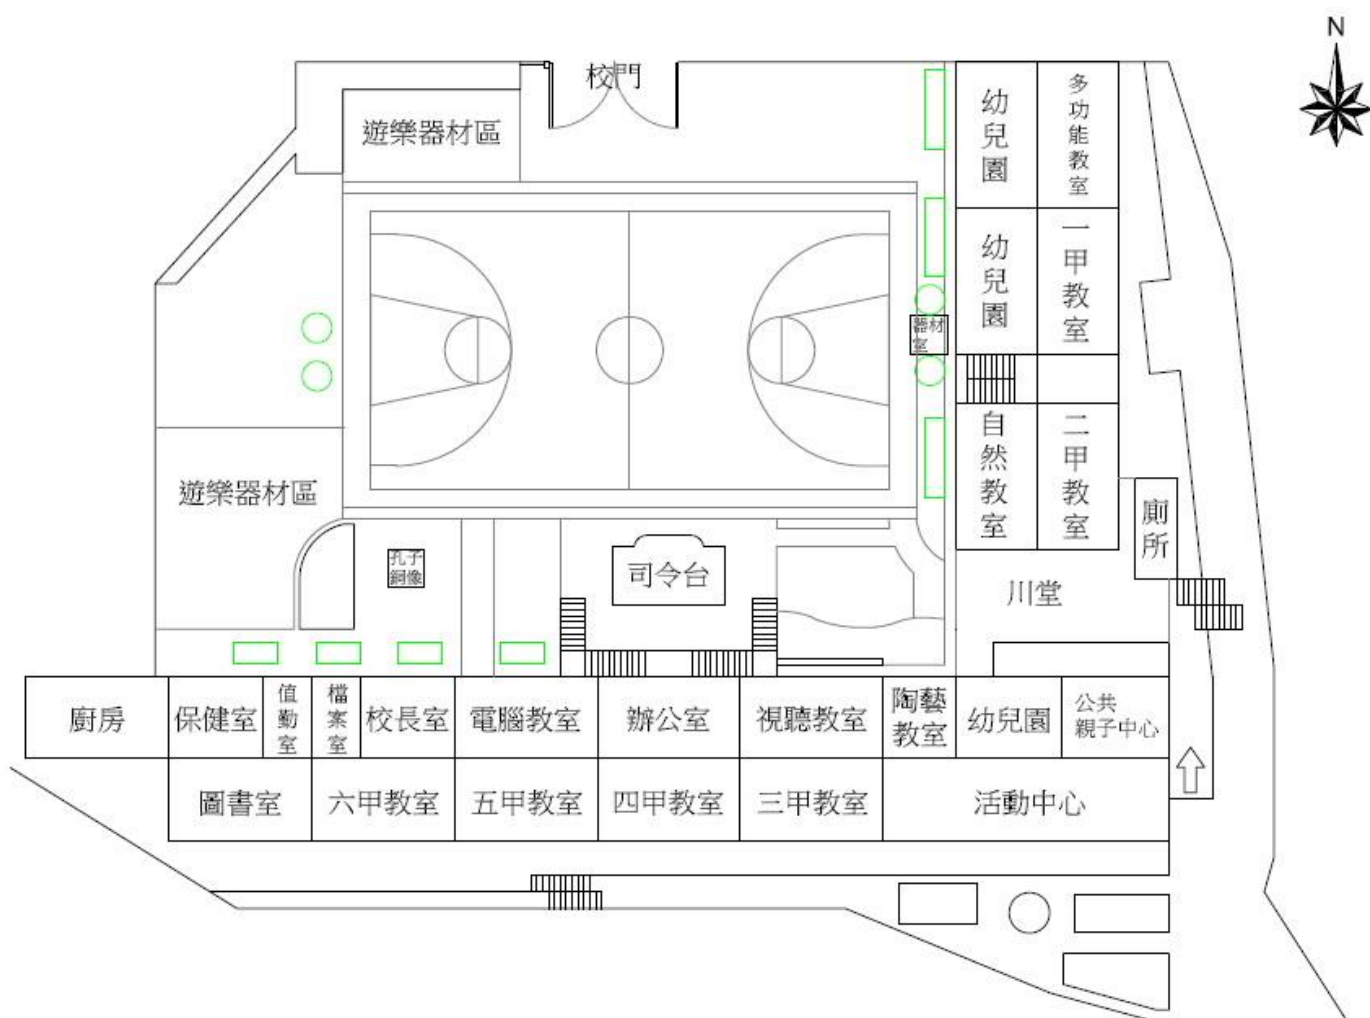 N
校門
遊樂器材區
幼兒園
多功能教室
幼兒園
一甲教室
器材
室
自然教室
二甲教室
遊樂器材區
孔子
銅像
司令台
廁所
川堂
廚房
保健室
值勤室
檔案室
校長室
電腦教室
辦公室
視聽教室
陶藝
教室
幼兒園
公共
親子中心
圖書室
六甲教室
五甲教室
四甲教室
三甲教室
活動中心